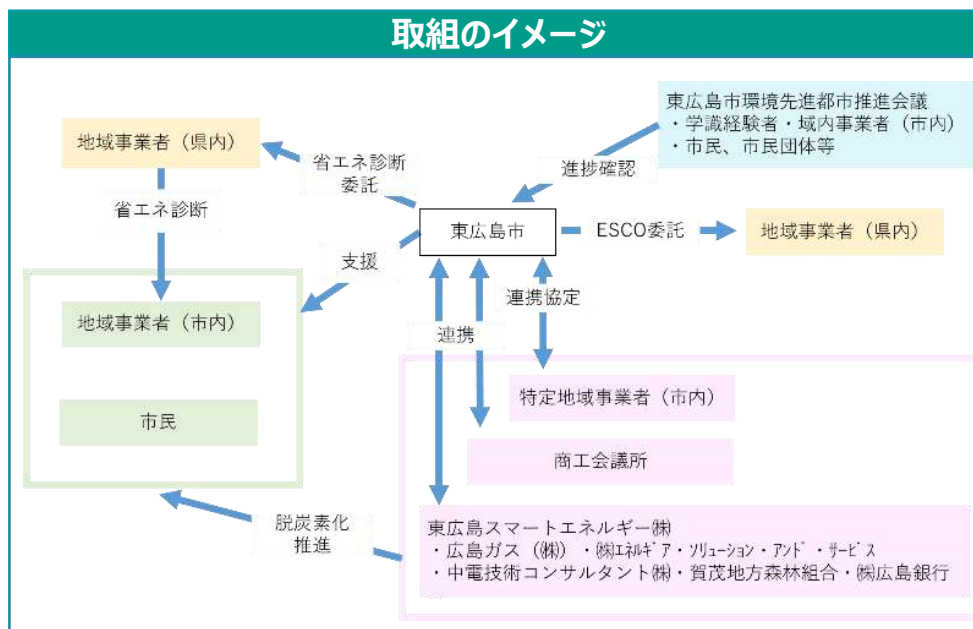 取組のイメージ
東広島市環境先進都市推進会議
・学識経験者・域内事業者（市内）
・市民、市民団体等
地域事業者（県内）
省エネ診断
委託
進捗確認
省エネ診断
東広島市
ESCO委託
地域事業者（県内）
支援
連携協定
地域事業者（市内）
連携
特定地域事業者（市内）
市民
商工会議所
脱炭素化
推進
東広島スマートエネルギー㈱
・広島ガス（㈱）・㈱ｴﾈﾙｷﾞｱ・ｿﾘｭｰｼｮﾝ・ｱﾝﾄﾞ・ｻｰﾋﾞｽ
・中電技術コンサルタント㈱・賀茂地方森林組合・㈱広島銀行